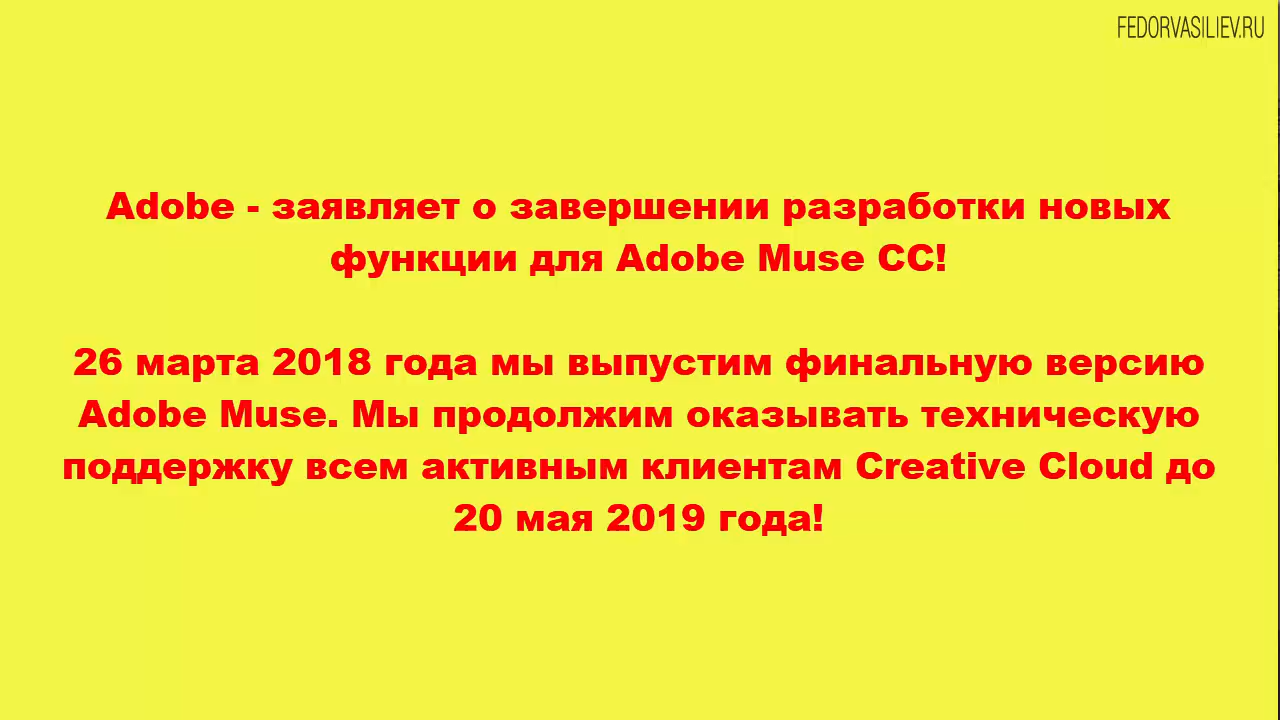 FEDORVASILIEV.RU
Adobe - заявляет о завершении разработки новых
функции для Adobe Muse CC!
26 марта 2018 года мы выпустим финальную версию
Adobe Muse. Мы продолжим оказывать техническую
поддержку всем активным клиентам Creative Cloud до
20 мая 2019 года!